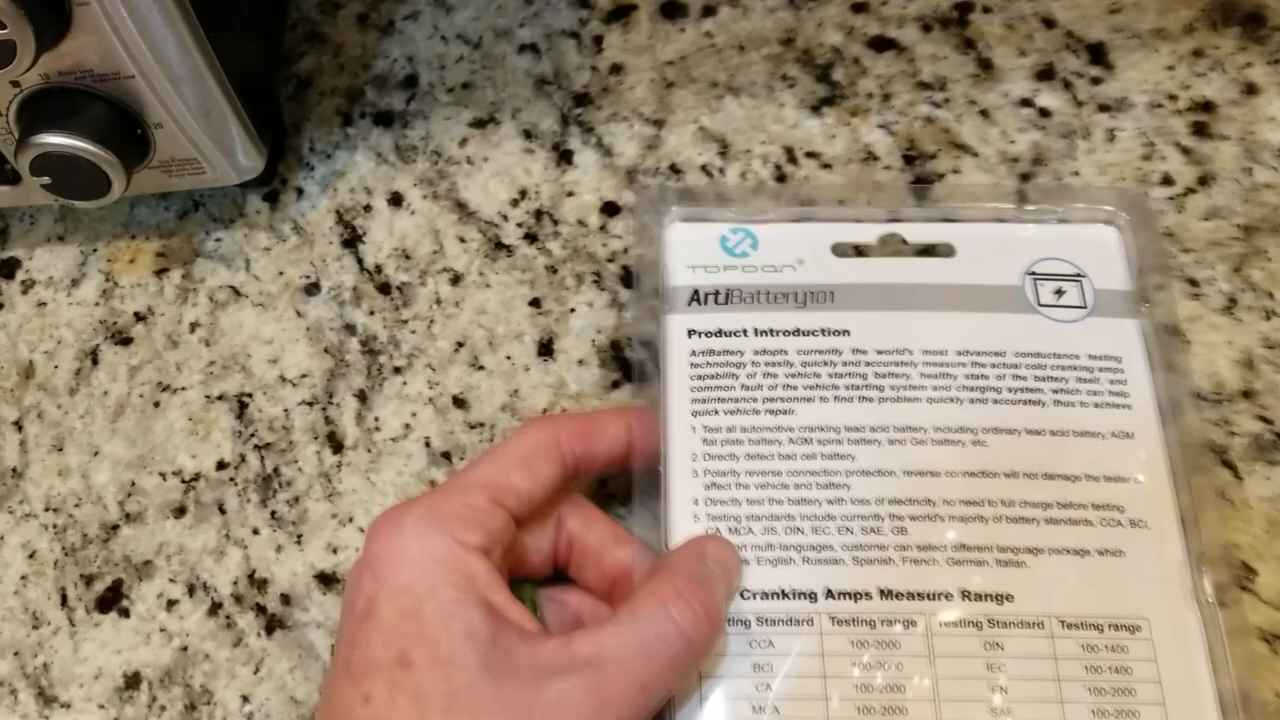 10
20
TOPDON®
ArtiBattery101
Product Introduction
ArtiBattery adopts currently the world's most advanced conductance testing
technology to easily, quickly and accurately measure the actual cold cranking amps
capability of the vehicle starting battery, healthy state of the battery itself, and
common fault of the vehicle starting system and charging system, which can help
maintenance personnel to find the problem quickly and accurately, thus to achieve
quick vehicle repair.
1. Test all automotive cranking lead acid battery, including ordinary lead acid battery, AGM
flat plate battery, AGM spiral battery, and Gel battery, etc.
2. Directly detect bad cell battery.
3. Polarity reverse connection protection, reverse connection will not damage the tester o
affect the vehicle and battery.
4. Directly test the battery with loss of electricity, no need to full charge before testing
5. Testing standards include currently the world's majority of battery standards, CCA, BCI,
CA, MCA, JIS, DIN, IEC, EN, SAE, GB.
multi-languages, customer can select different language package, which
English, Russian, Spanish, French, German, Italian.
Cranking Amps Measure Range
ting Standard Testing range Testing Standard Testing range
CCA 100-2000 DIN 100-1400
BCI 100-2000 IEC 100-1400
CA 100-2000 EN 100-2000
MCA 100-2000 SAE 100-2000